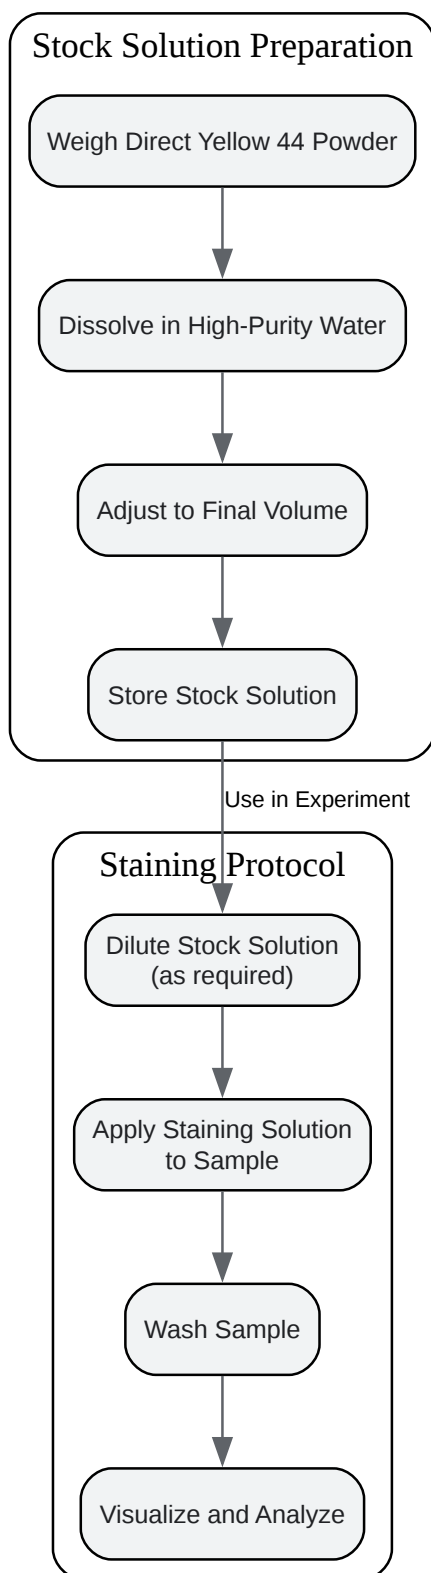 Stock Solution Preparation
Weigh Direct Yellow 44 Powder
Dissolve in High-Purity Water
Adjust to Final Volume
Store Stock Solution
Use in Experiment
Staining Protocol
Dilute Stock Solution
(as required)
Apply Staining Solution
to Sample
Wash Sample
Visualize and Analyze